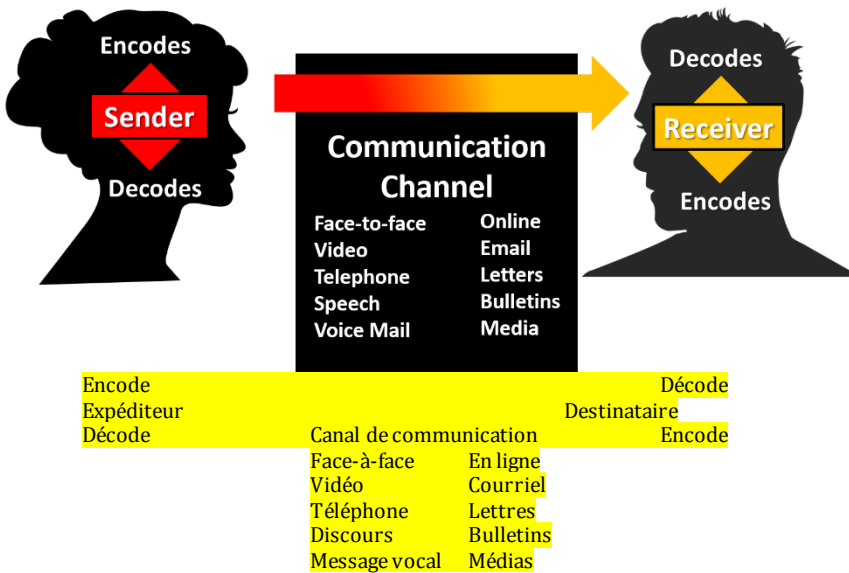 Encodes
Sender
Decodes
Communication
Channel
Face-to-face Online
Video Email
Telephone Letters
Speech Bulletins
Voice Mail Media
Decodes
Receiver
Encodes
Encode Décode
Expéditeur Destinataire
Décode Canal de communication Encode
Face-à-face En ligne
Vidéo Courriel
Téléphone Lettres
Discours Bulletins
Message vocal Médias